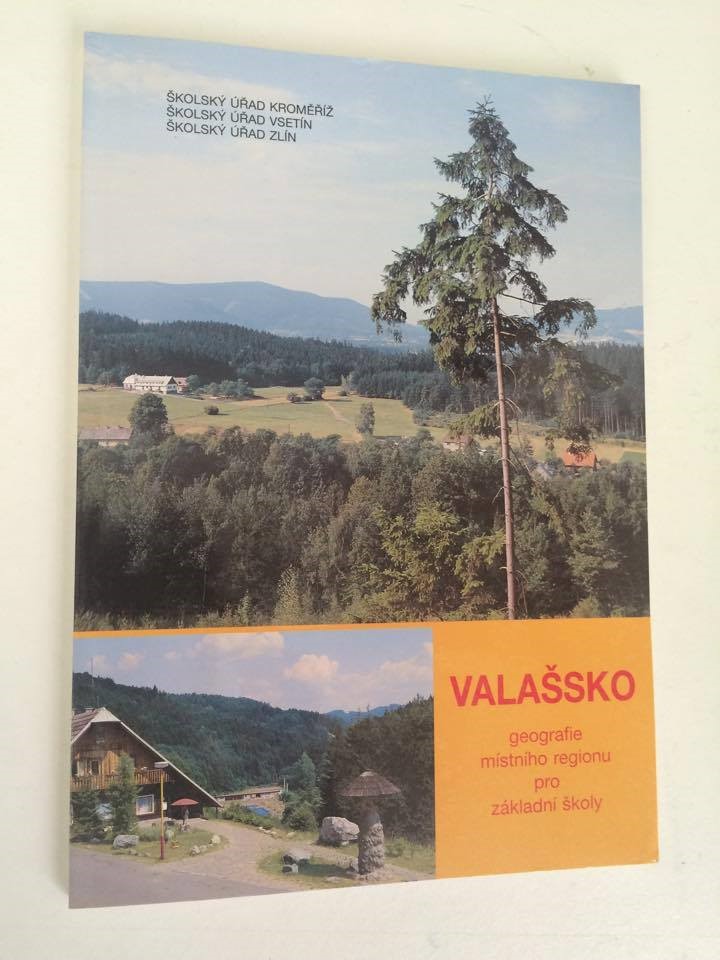 ŠKOLSKÝ ÚŘAD KROMĚŘÍŽ
ŠKOLSKÝ ÚŘAD VSETÍN
ŠKOLSKÝ ÚŘAD ZLÍN
VALAŠSKO
geografie
místního regionu
pro
základní školy